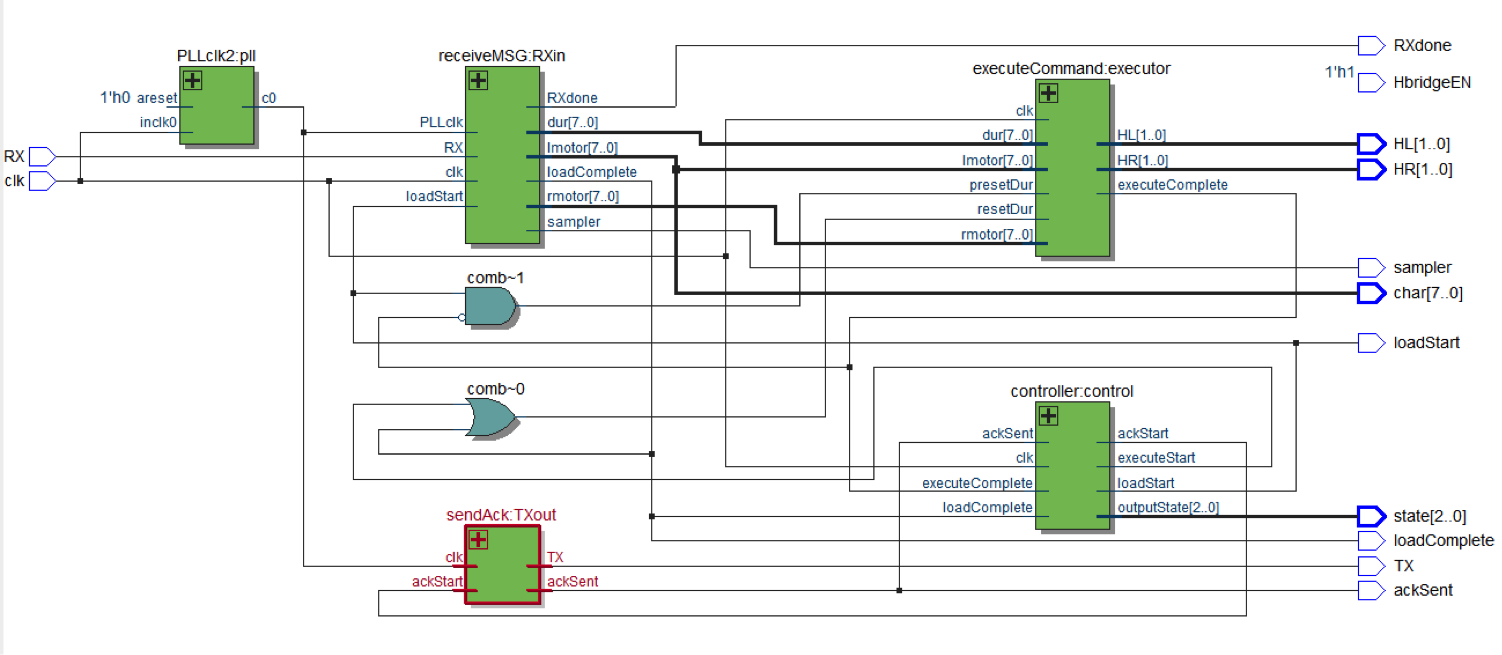 PLLclk2:pll
1'h0 areset
inclk0
c0
RX
clk
receiveMSG:RXin
PLLclk
RX
clk
loadStart
RXdone
dur[7..0]
lmotor[7..0]
loadComplete
rmotor[7..0]
sampler
executeCommand:executor
clk
dur[7..0]
lmotor[7..0]
presetDur
resetDur
rmotor[7..0]
HL[1..0]
HR[1..0]
executeComplete
RXdone
1'h1
HbridgeEN
HL[1..0]
HR[1..0]
sampler
char[7..0]
loadStart
comb~1
comb~0
controller:control
ackSent
clk
executeComplete
loadComplete
ackStart
executeStart
loadStart
outputState[2..0]
sendAck:TXout
clk
ackStart
TX
ackSent
state[2..0]
loadComplete
TX
ackSent